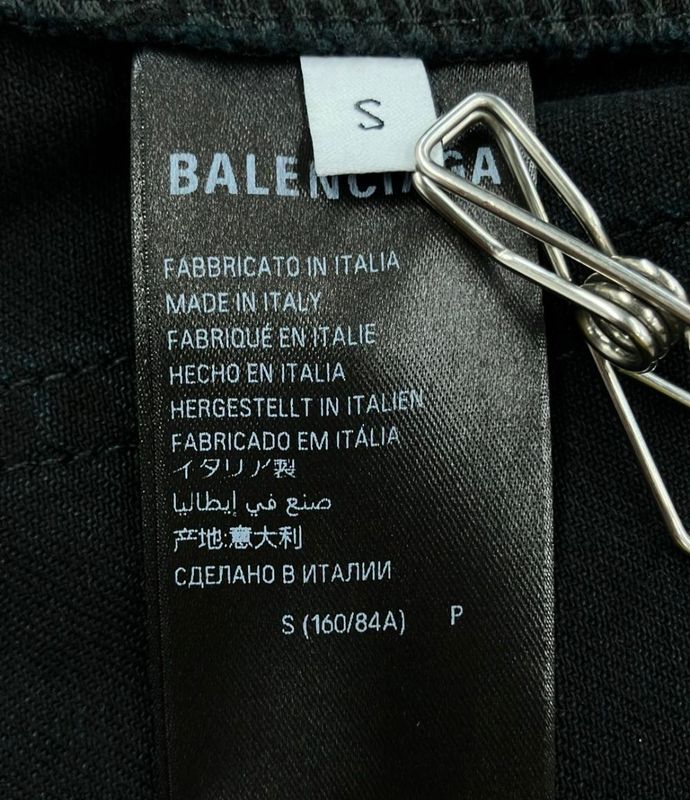 S
BALENCIAGA
FABBRICATO IN ITALIA
MADE IN ITALY
FABRIQUÉ EN ITALIE
HECHO EN ITALIA
HERGESTELLT IN ITALIEN
FABRICADO EM ITÁLIA
イタリア製
صنع في إيطاليا
产地:意大利
СДЕЛАНО В ИТАЛИИ
S (160/84A) P